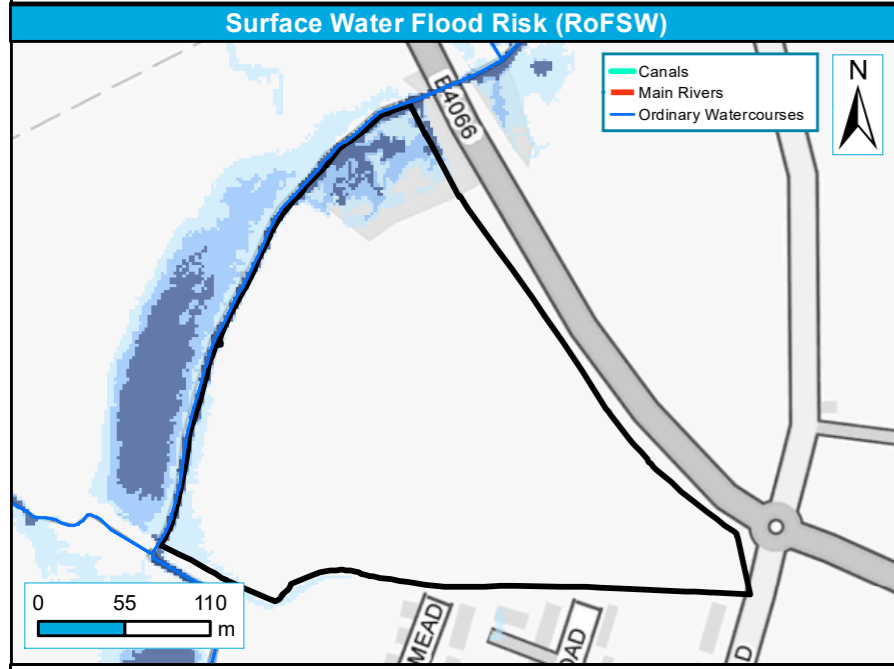 Surface Water Flood Risk (RoFSW)
Canals
Main Rivers
Ordinary Watercourses
N
B4066
0 55 110
m
MEAD
OAD
D